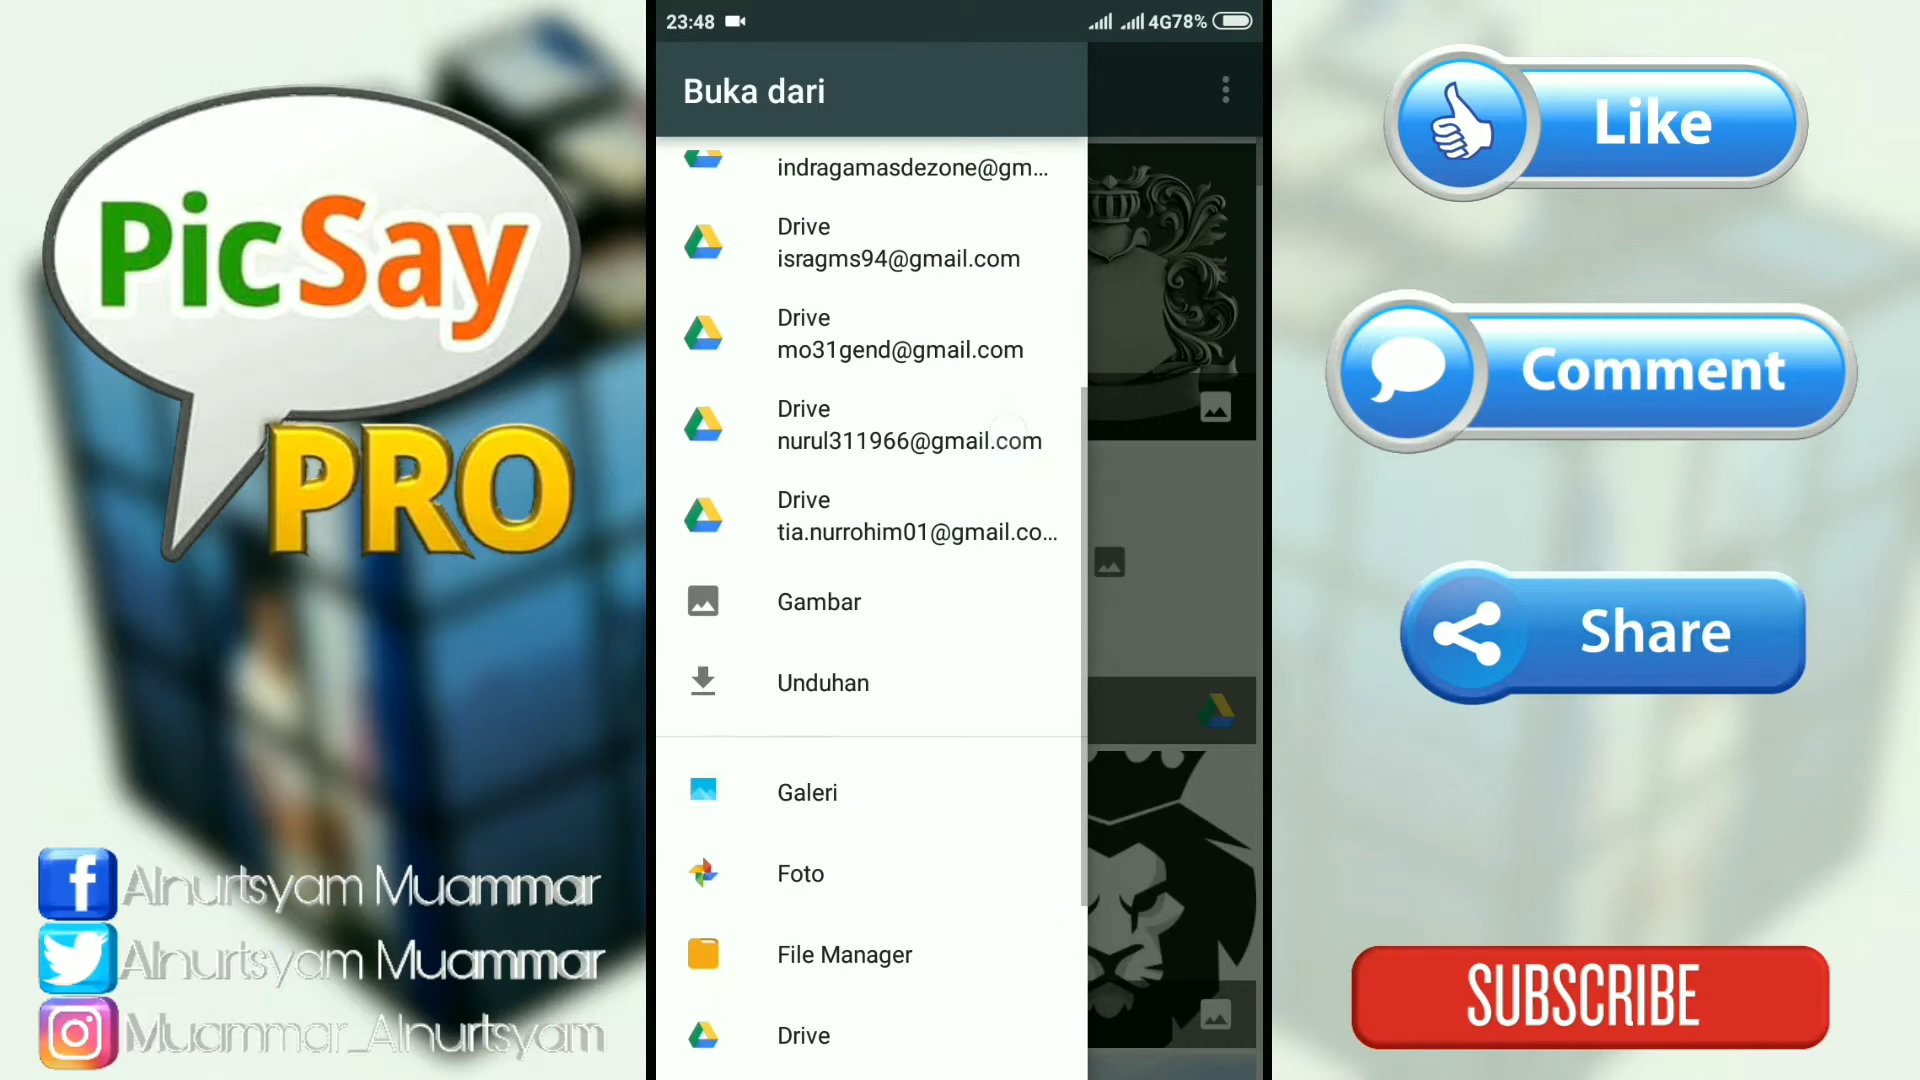 PicSay
PRO
Alnurtsyam Muammar
Alnurtsyam Muammar
Muammar_Alnurtsyam
23:48
4G78%
Buka dari
indragamasdezone@gm...
Drive
isragms94@gmail.com
Drive
mo31gend@gmail.com
Drive
nurul311966@gmail.com
Drive
tia.nurrohim01@gmail.co...
Gambar
Unduhan
Galeri
Foto
File Manager
Drive
Like
Comment
Share
SUBSCRIBE